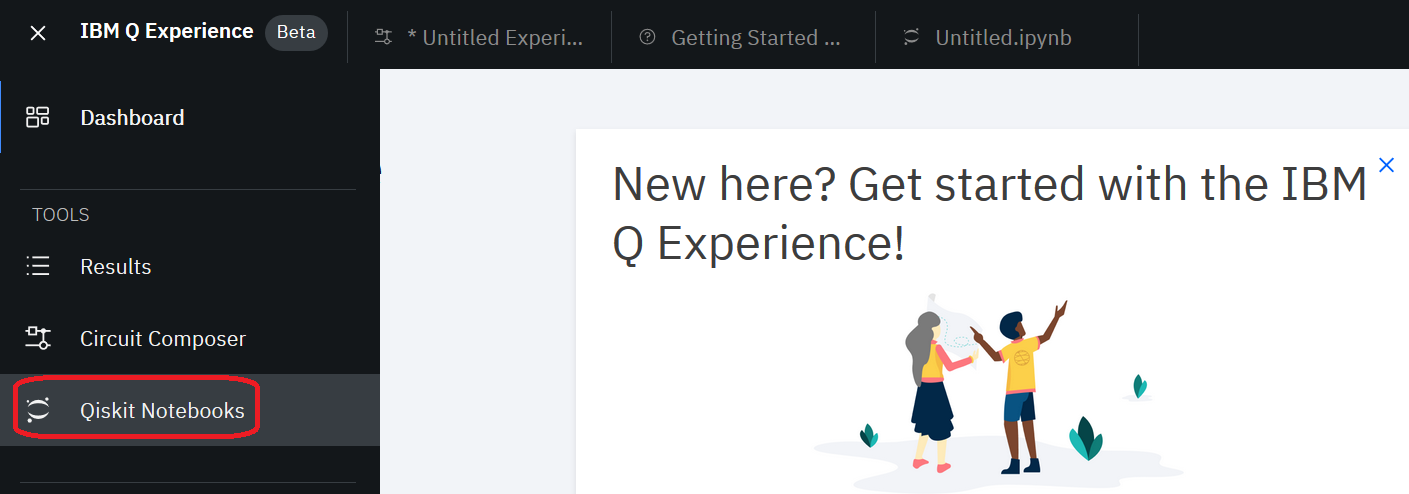 IBM Q Experience Beta
* Untitled Experi...
Getting Started ...
Untitled.ipynb
Dashboard
TOOLS
Results
Circuit Composer
Qiskit Notebooks
New here? Get started with the IBM
Q Experience!